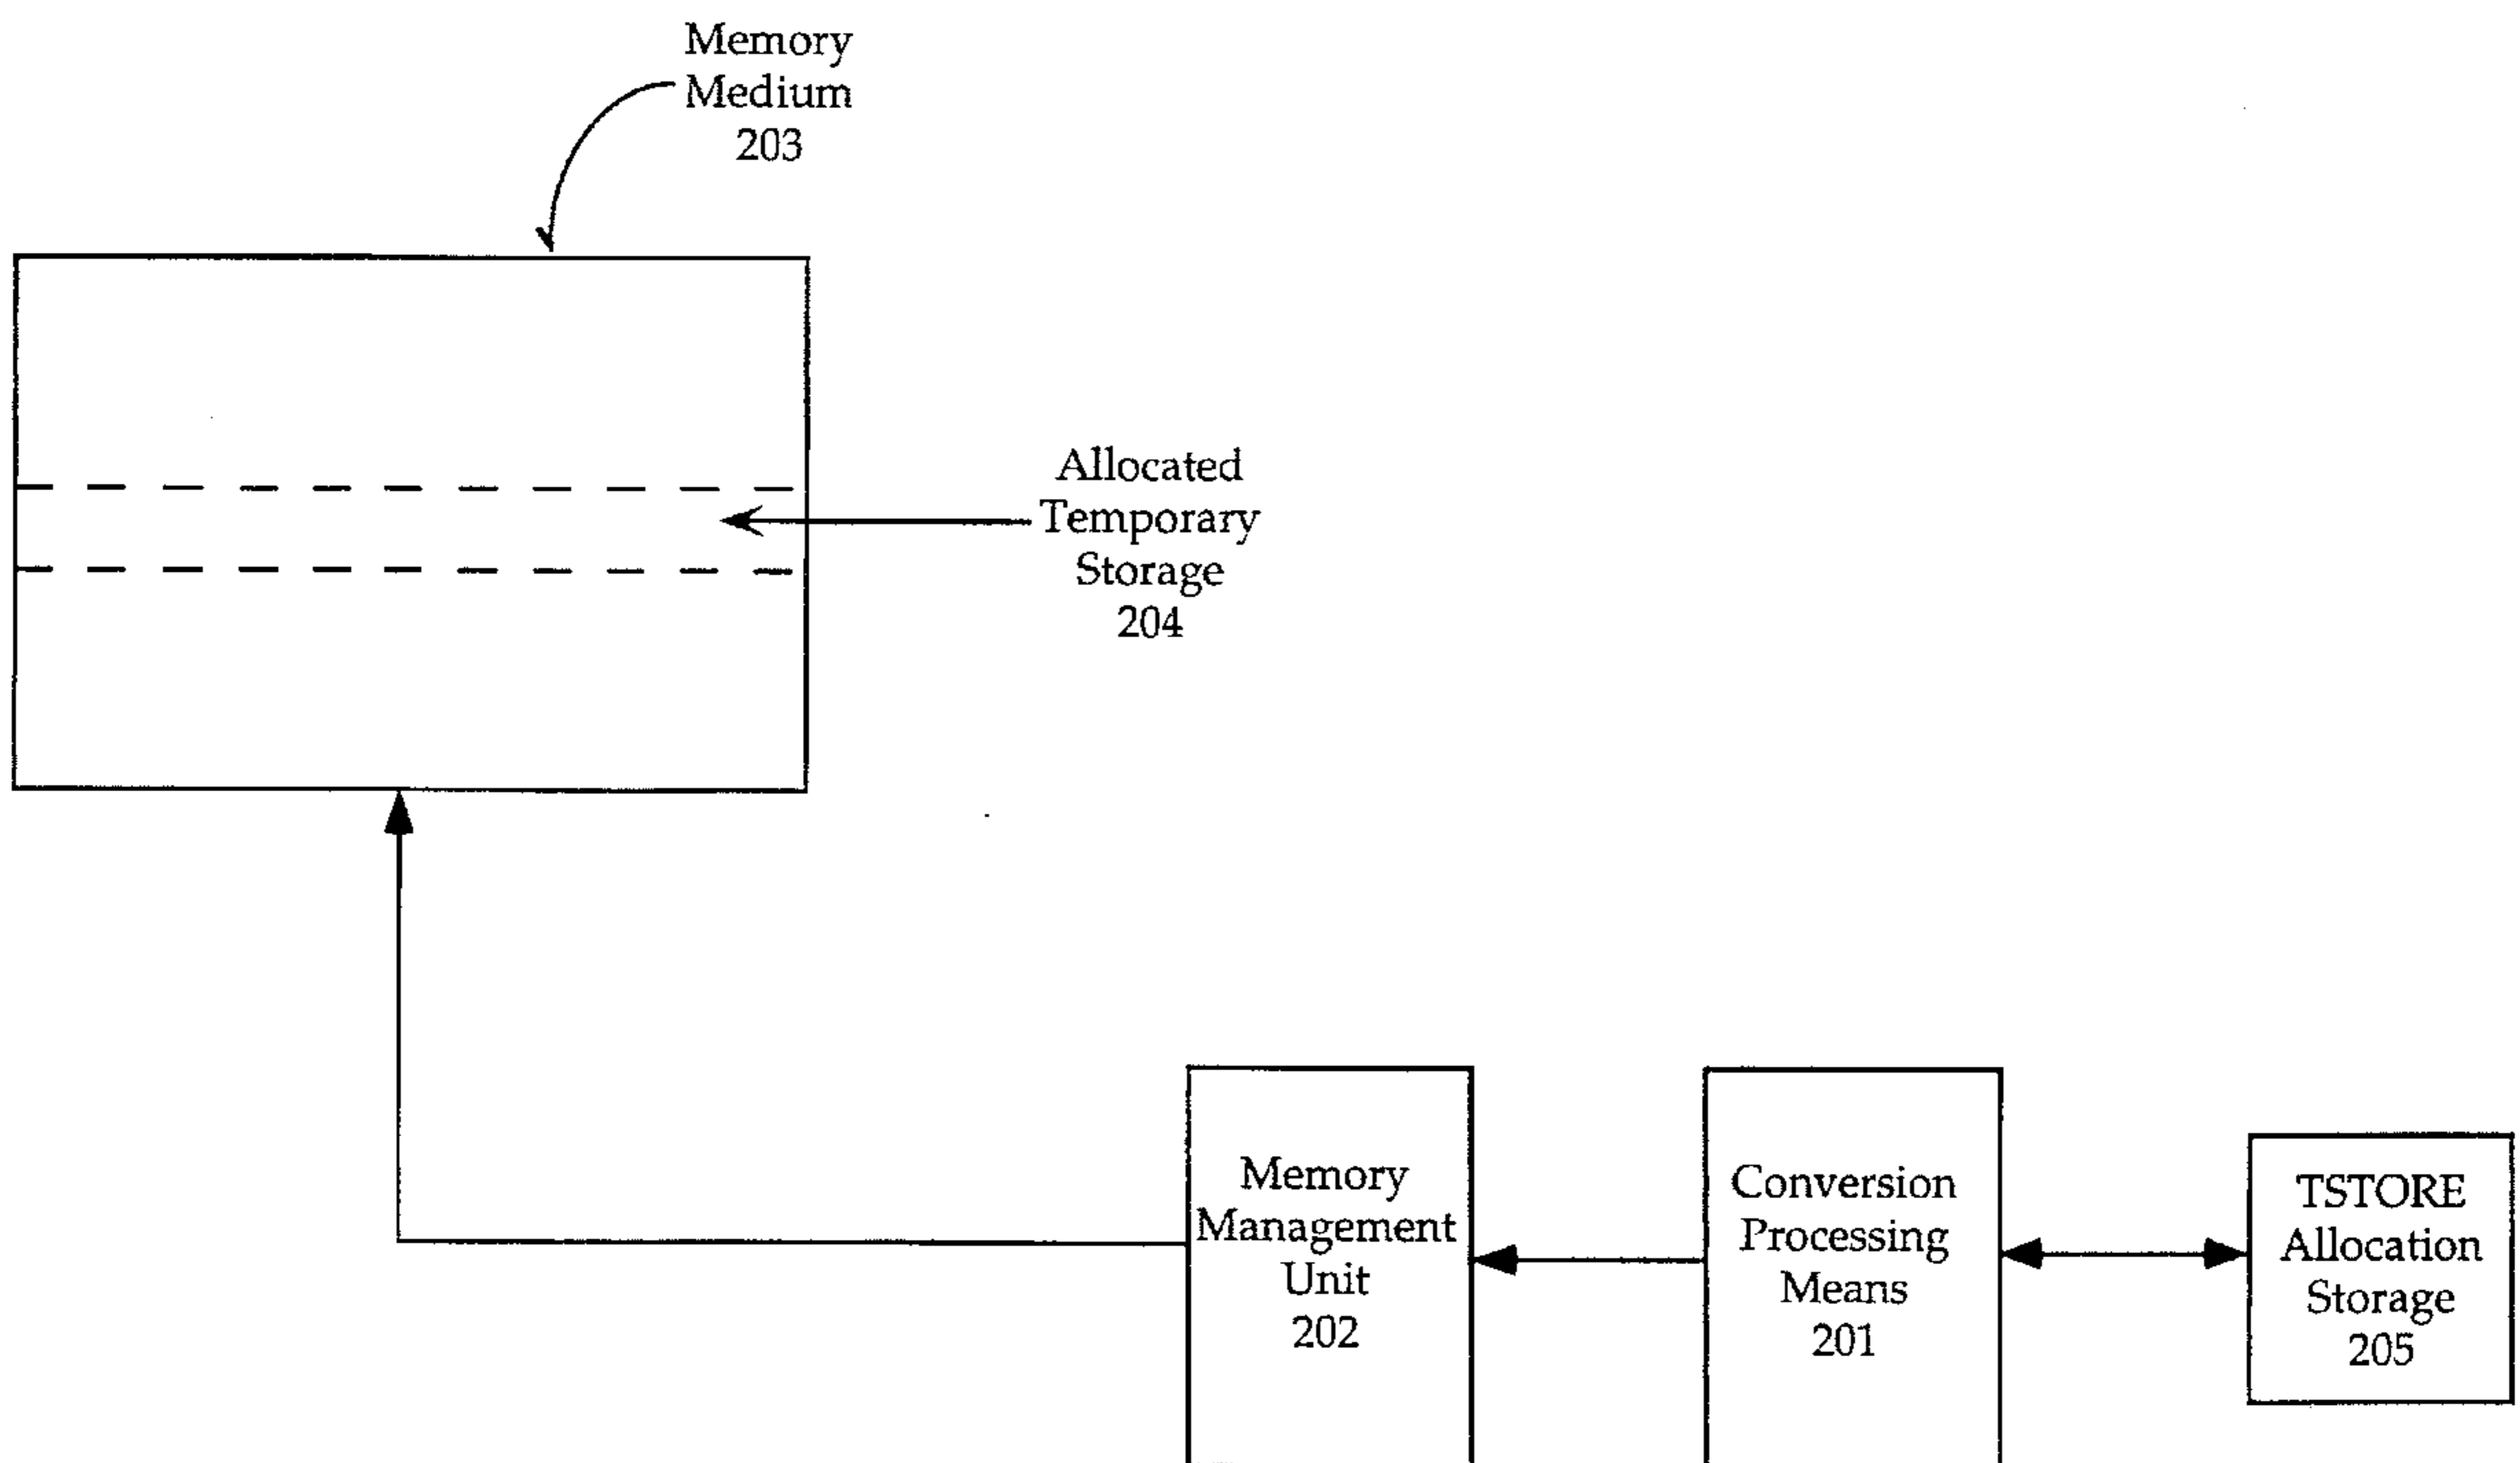 Memory
Medium
203
Allocated
Temporary
Storage
204
Memory
Management
Unit
202
Conversion
Processing
Means
201
TSTORE
Allocation
Storage
205